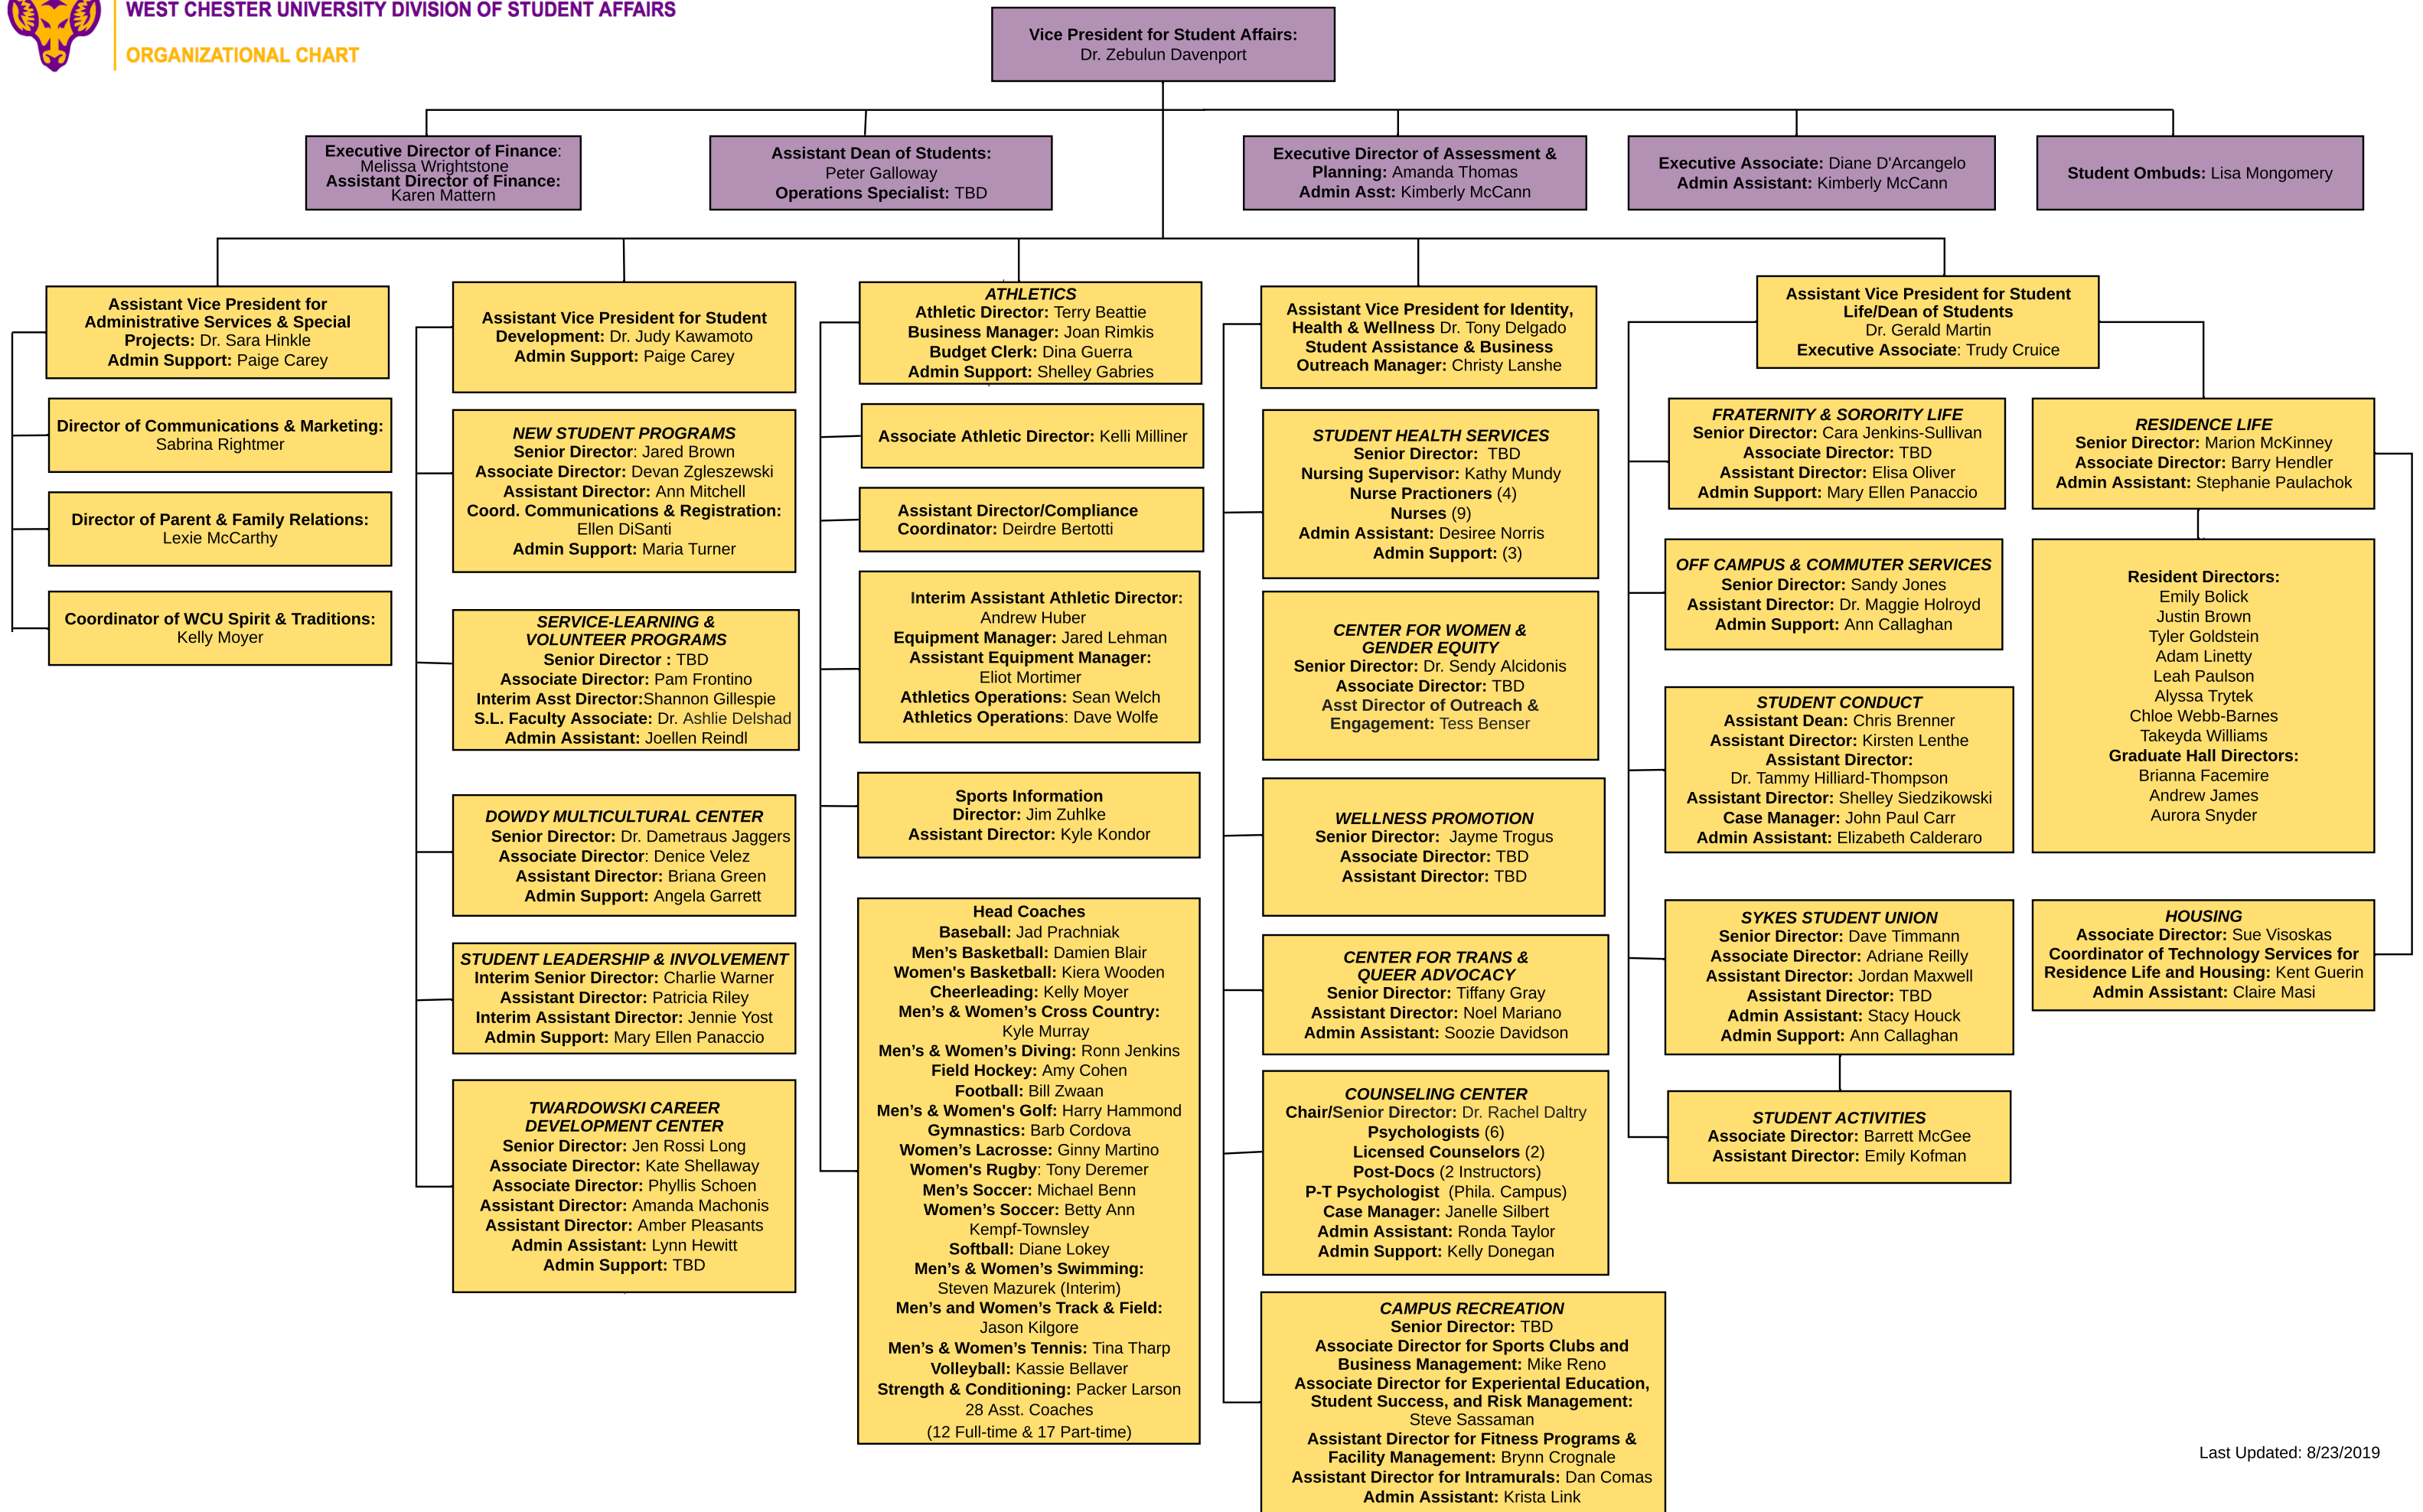 WEST CHESTER UNIVERSITY DIVISION OF STUDENT AFFAIRS
ORGANIZATIONAL CHART
Vice President for Student Affairs:
Dr. Zebulun Davenport
Executive Director of Finance:
Melissa Wrightstone
Assistant Director of Finance:
Karen Mattern
Assistant Dean of Students:
Peter Galloway
Operations Specialist: TBD
Executive Director of Assessment &
Planning: Amanda Thomas
Admin Asst: Kimberly McCann
Executive Associate: Diane D'Arcangelo
Admin Assistant: Kimberly McCann
Student Ombuds: Lisa Mongomery
Assistant Vice President for
Administrative Services & Special
Projects: Dr. Sara Hinkle
Admin Support: Paige Carey
Director of Communications & Marketing:
Sabrina Rightmer
Director of Parent & Family Relations:
Lexie McCarthy
Coordinator of WCU Spirit & Traditions:
Kelly Moyer
Assistant Vice President for Student
Development: Dr. Judy Kawamoto
Admin Support: Paige Carey
NEW STUDENT PROGRAMS
Senior Director: Jared Brown
Associate Director: Devan Zgleszewski
Assistant Director: Ann Mitchell
Coord. Communications & Registration:
Ellen DiSanti
Admin Support: Maria Turner
SERVICE-LEARNING &
VOLUNTEER PROGRAMS
Senior Director : TBD
Associate Director: Pam Frontino
Interim Asst Director:Shannon Gillespie
S.L. Faculty Associate: Dr. Ashlie Delshad
Admin Assistant: Joellen Reindl
DOWDY MULTICULTURAL CENTER
Senior Director: Dr. Dametraus Jaggers
Associate Director: Denice Velez
Assistant Director: Briana Green
Admin Support: Angela Garrett
STUDENT LEADERSHIP & INVOLVEMENT
Interim Senior Director: Charlie Warner
Assistant Director: Patricia Riley
Interim Assistant Director: Jennie Yost
Admin Support: Mary Ellen Panaccio
TWARDOWSKI CAREER
DEVELOPMENT CENTER
Senior Director: Jen Rossi Long
Associate Director: Kate Shellaway
Associate Director: Phyllis Schoen
Assistant Director: Amanda Machonis
Assistant Director: Amber Pleasants
Admin Assistant: Lynn Hewitt
Admin Support: TBD
ATHLETICS
Athletic Director: Terry Beattie
Business Manager: Joan Rimkis
Budget Clerk: Dina Guerra
Admin Support: Shelley Gabries
Associate Athletic Director: Kelli Milliner
Assistant Director/Compliance
Coordinator: Deirdre Bertotti
Interim Assistant Athletic Director:
Andrew Huber
Equipment Manager: Jared Lehman
Assistant Equipment Manager:
Eliot Mortimer
Athletics Operations: Sean Welch
Athletics Operations: Dave Wolfe
Sports Information
Director: Jim Zuhlke
Assistant Director: Kyle Kondor
Head Coaches
Baseball: Jad Prachniak
Men’s Basketball: Damien Blair
Women's Basketball: Kiera Wooden
Cheerleading: Kelly Moyer
Men’s & Women’s Cross Country:
Kyle Murray
Men’s & Women’s Diving: Ronn Jenkins
Field Hockey: Amy Cohen
Football: Bill Zwaan
Men’s & Women's Golf: Harry Hammond
Gymnastics: Barb Cordova
Women’s Lacrosse: Ginny Martino
Women's Rugby: Tony Deremer
Men’s Soccer: Michael Benn
Women’s Soccer: Betty Ann
Kempf-Townsley
Softball: Diane Lokey
Men’s & Women’s Swimming:
Steven Mazurek (Interim)
Men’s and Women’s Track & Field:
Jason Kilgore
Men’s & Women’s Tennis: Tina Tharp
Volleyball: Kassie Bellaver
Strength & Conditioning: Packer Larson
28 Asst. Coaches
(12 Full-time & 17 Part-time)
Assistant Vice President for Identity,
Health & Wellness Dr. Tony Delgado
Student Assistance & Business
Outreach Manager: Christy Lanshe
STUDENT HEALTH SERVICES
Senior Director: TBD
Nursing Supervisor: Kathy Mundy
Nurse Practioners (4)
Nurses (9)
Admin Assistant: Desiree Norris
Admin Support: (3)
CENTER FOR WOMEN &
GENDER EQUITY
Senior Director: Dr. Sendy Alcidonis
Associate Director: TBD
Asst Director of Outreach &
Engagement: Tess Benser
WELLNESS PROMOTION
Senior Director: Jayme Trogus
Associate Director: TBD
Assistant Director: TBD
CENTER FOR TRANS &
QUEER ADVOCACY
Senior Director: Tiffany Gray
Assistant Director: Noel Mariano
Admin Assistant: Soozie Davidson
COUNSELING CENTER
Chair/Senior Director: Dr. Rachel Daltry
Psychologists (6)
Licensed Counselors (2)
Post-Docs (2 Instructors)
P-T Psychologist (Phila. Campus)
Case Manager: Janelle Silbert
Admin Assistant: Ronda Taylor
Admin Support: Kelly Donegan
CAMPUS RECREATION
Senior Director: TBD
Associate Director for Sports Clubs and
Business Management: Mike Reno
Associate Director for Experiental Education,
Student Success, and Risk Management:
Steve Sassaman
Assistant Director for Fitness Programs &
Facility Management: Brynn Crognale
Assistant Director for Intramurals: Dan Comas
Admin Assistant: Krista Link
Assistant Vice President for Student
Life/Dean of Students
Dr. Gerald Martin
Executive Associate: Trudy Cruice
FRATERNITY & SORORITY LIFE
Senior Director: Cara Jenkins-Sullivan
Associate Director: TBD
Assistant Director: Elisa Oliver
Admin Support: Mary Ellen Panaccio
OFF CAMPUS & COMMUTER SERVICES
Senior Director: Sandy Jones
Assistant Director: Dr. Maggie Holroyd
Admin Support: Ann Callaghan
STUDENT CONDUCT
Assistant Dean: Chris Brenner
Assistant Director: Kirsten Lenthe
Assistant Director:
Dr. Tammy Hilliard-Thompson
Assistant Director: Shelley Siedzikowski
Case Manager: John Paul Carr
Admin Assistant: Elizabeth Calderaro
SYKES STUDENT UNION
Senior Director: Dave Timmann
Associate Director: Adriane Reilly
Assistant Director: Jordan Maxwell
Assistant Director: TBD
Admin Assistant: Stacy Houck
Admin Support: Ann Callaghan
STUDENT ACTIVITIES
Associate Director: Barrett McGee
Assistant Director: Emily Kofman
RESIDENCE LIFE
Senior Director: Marion McKinney
Associate Director: Barry Hendler
Admin Assistant: Stephanie Paulachok
Resident Directors:
Emily Bolick
Justin Brown
Tyler Goldstein
Adam Linetty
Leah Paulson
Alyssa Trytek
Chloe Webb-Barnes
Takeyda Williams
Graduate Hall Directors:
Brianna Facemire
Andrew James
Aurora Snyder
HOUSING
Associate Director: Sue Visoskas
Coordinator of Technology Services for
Residence Life and Housing: Kent Guerin
Admin Assistant: Claire Masi
Last Updated: 8/23/2019